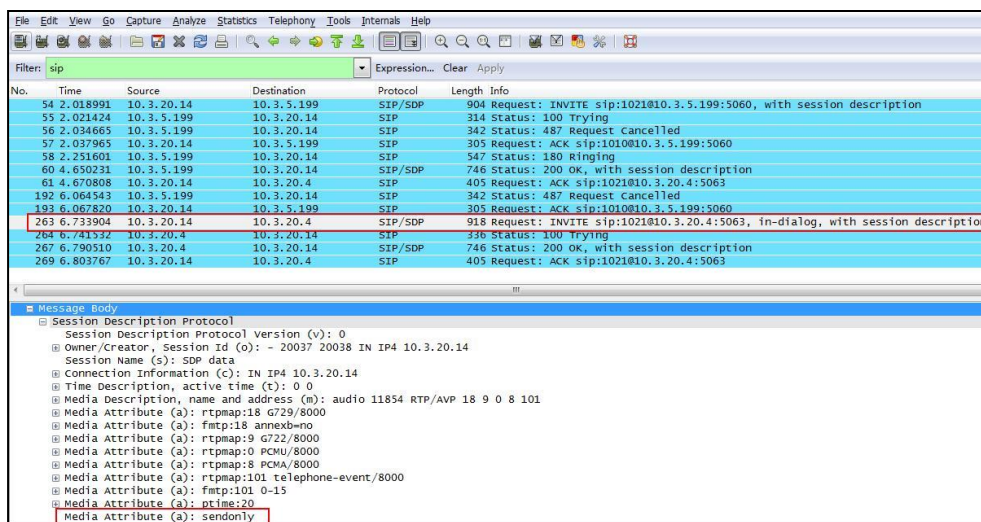 File Edit View Go Capture Analyze Statistics Telephony Tools Internals Help
Filter: sip Expression... Clear Apply
No. Time Source Destination Protocol Length Info
54 2.018991 10.3.20.14 10.3.5.199 SIP/SDP 904 Request: INVITE sip:1021@10.3.5.199:5060, with session description
55 2.021424 10.3.5.199 10.3.20.14 SIP 314 Status: 100 Trying
56 2.034665 10.3.5.199 10.3.20.14 SIP 342 Status: 487 Request Cancelled
57 2.037965 10.3.20.14 10.3.5.199 SIP 305 Request: ACK sip:1010@10.3.5.199:5060
58 2.251601 10.3.5.199 10.3.20.14 SIP 547 Status: 180 Ringing
60 4.650231 10.3.5.199 10.3.20.14 SIP/SDP 746 Status: 200 OK, with session description
61 4.670808 10.3.20.14 10.3.20.4 SIP 405 Request: ACK sip:1021@10.3.20.4:5063
192 6.064543 10.3.5.199 10.3.20.14 SIP 342 Status: 487 Request Cancelled
193 6.067820 10.3.20.14 10.3.5.199 SIP 305 Request: ACK sip:1010@10.3.5.199:5060
263 6.733904 10.3.20.14 10.3.20.4 SIP/SDP 918 Request: INVITE sip:1021@10.3.20.4:5063, in-dialog, with session description
264 6.741532 10.3.20.4 10.3.20.14 SIP 336 Status: 100 Trying
267 6.790510 10.3.20.4 10.3.20.14 SIP/SDP 746 Status: 200 OK, with session description
269 6.803767 10.3.20.14 10.3.20.4 SIP 405 Request: ACK sip:1021@10.3.20.4:5063
Message Body
Session Description Protocol
Session Description Protocol Version (v): 0
Owner/Creator, Session Id (o): - 20037 20038 IN IP4 10.3.20.14
Session Name (s): SDP data
Connection Information (c): IN IP4 10.3.20.14
Time Description, active time (t): 0 0
Media Description, name and address (m): audio 11854 RTP/AVP 18 9 0 8 101
Media Attribute (a): rtpmap:18 G729/8000
Media Attribute (a): fmtp:18 annexb=no
Media Attribute (a): rtpmap:9 G722/8000
Media Attribute (a): rtpmap:0 PCMU/8000
Media Attribute (a): rtpmap:8 PCMA/8000
Media Attribute (a): rtpmap:101 telephone-event/8000
Media Attribute (a): fmtp:101 0-15
Media Attribute (a): ptime:20
Media Attribute (a): sendonly